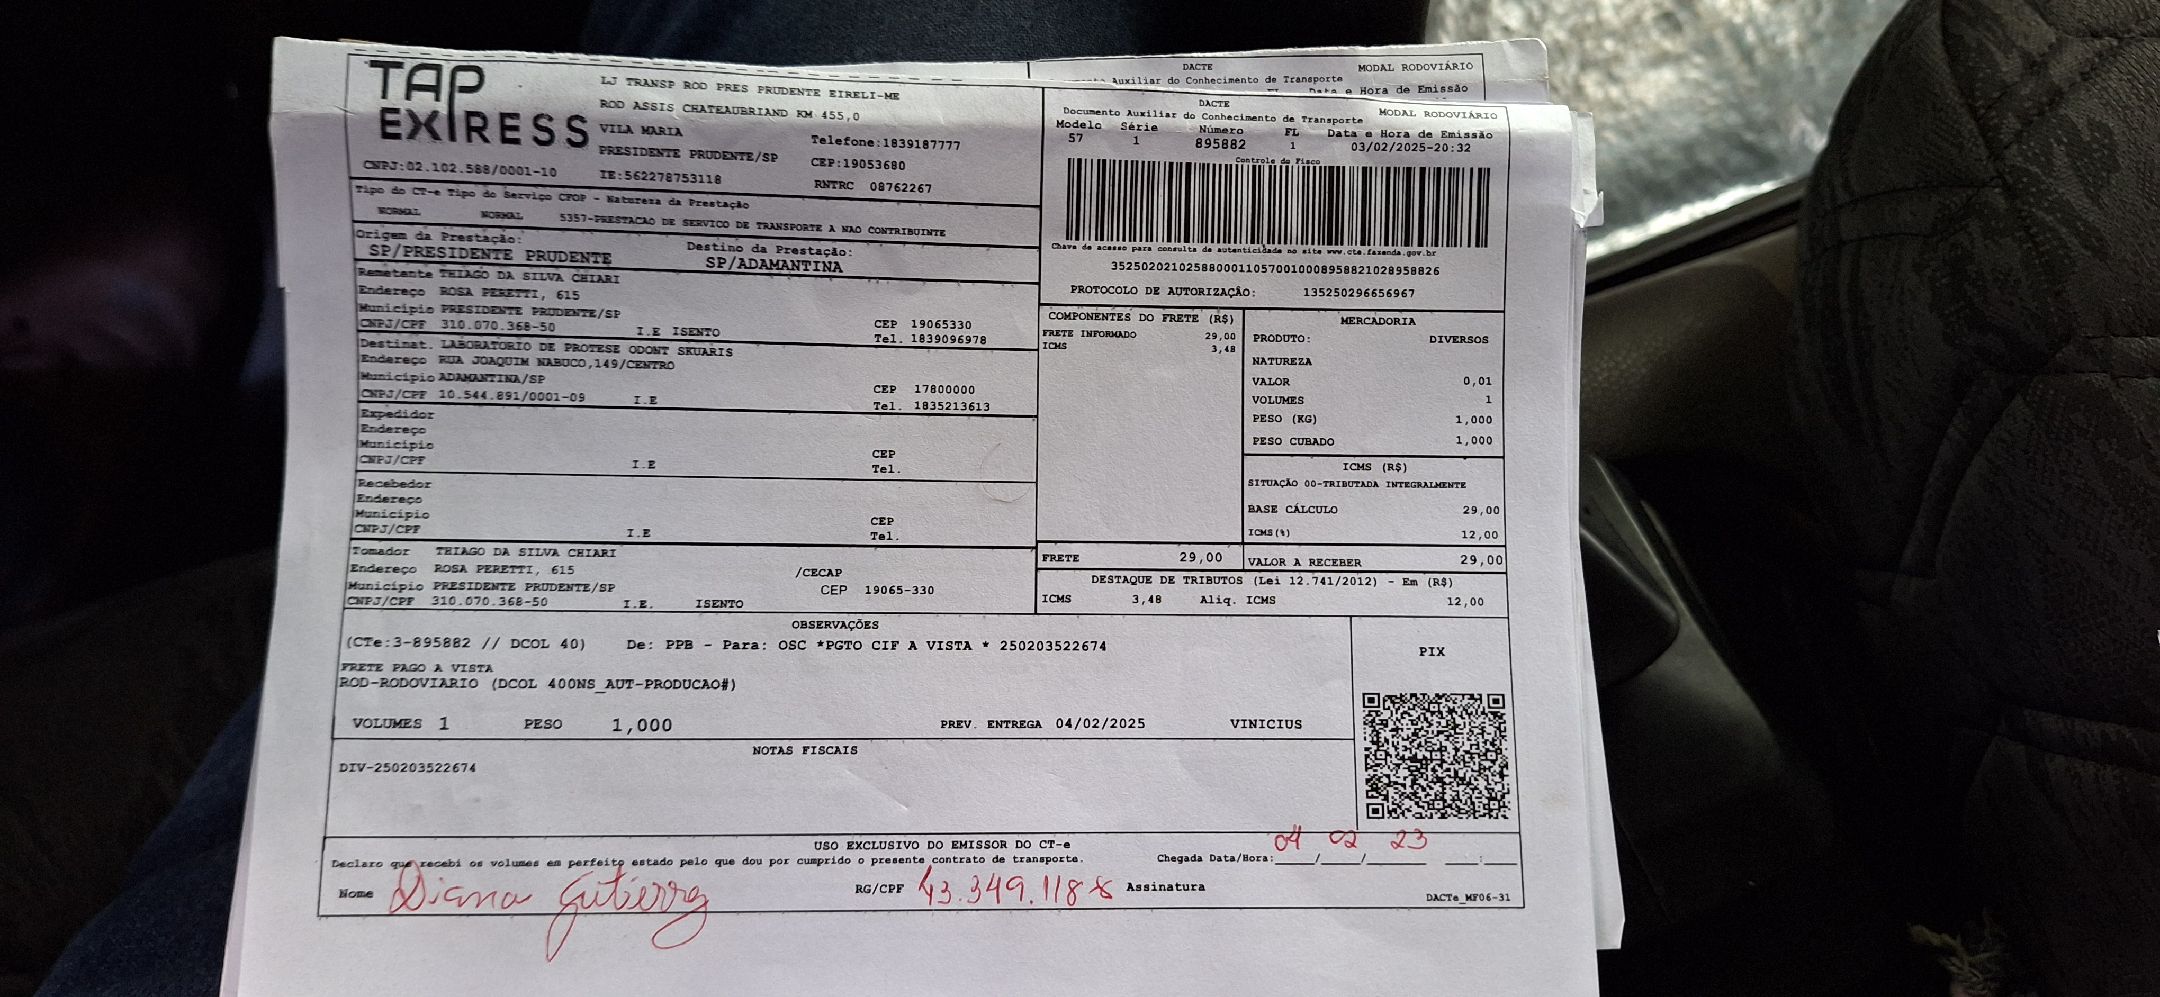 DACTE MODAL RODOVIÁRIO
Auxiliar do Conhecimento de Transporte
Data e Hora de Emissão
TAP EXPRESS
LJ TRANSP ROD PRES PRUDENTE EIRELI-ME
ROD ASSIS CHATEAUBRIAND KM 455,0
VILA MARIA Telefone:1839187777
PRESIDENTE PRUDENTE/SP CEP:19053680
CNPJ:02.102.588/0001-10 IE:562278753118 RNTRC 08762267
DACTE MODAL RODOVIÁRIO
Documento Auxiliar do Conhecimento de Transporte
Modelo Série Número FL Data e Hora de Emissão
57 1 895882 1 03/02/2025-20:32
Controle do Fisco
Chave de acesso para consulta de autenticidade no site www.cte.fazenda.gov.br
35250202102588000110570010008958821028958826
PROTOCOLO DE AUTORIZAÇÃO: 135250296656967
Tipo do CT-e Tipo do Serviço CFOP - Natureza da Prestação
NORMAL NORMAL 5357-PRESTACAO DE SERVICO DE TRANSPORTE A NAO CONTRIBUINTE
Origem da Prestação: Destino da Prestação:
SP/PRESIDENTE PRUDENTE SP/ADAMANTINA
Remetente THIAGO DA SILVA CHIARI
Endereço ROSA PERETTI, 615
Município PRESIDENTE PRUDENTE/SP CEP 19065330
CNPJ/CPF 310.070.368-50 I.E ISENTO Tel. 1839096978
Destinat. LABORATORIO DE PROTESE ODONT SKUARIS
Endereço RUA JOAQUIM NABUCO,149/CENTRO
Município ADAMANTINA/SP CEP 17800000
CNPJ/CPF 10.544.891/0001-09 I.E Tel. 1835213613
Expedidor
Endereço
Município CEP
CNPJ/CPF I.E Tel.
Recebedor
Endereço
Município CEP
CNPJ/CPF I.E Tel.
Tomador THIAGO DA SILVA CHIARI
Endereço ROSA PERETTI, 615 /CECAP
Município PRESIDENTE PRUDENTE/SP CEP 19065-330
CNPJ/CPF 310.070.368-50 I.E. ISENTO
COMPONENTES DO FRETE (R$)
FRETE INFORMADO 29,00
ICMS 3,48
FRETE 29,00
MERCADORIA
PRODUTO: DIVERSOS
NATUREZA
VALOR 0,01
VOLUMES 1
PESO (KG) 1,000
PESO CUBADO 1,000
ICMS (R$)
SITUAÇÃO 00-TRIBUTADA INTEGRALMENTE
BASE CÁLCULO 29,00
ICMS(%) 12,00
VALOR A RECEBER 29,00
DESTAQUE DE TRIBUTOS (Lei 12.741/2012) - Em (R$)
ICMS 3,48 Aliq. ICMS 12,00
OBSERVAÇÕES
(CTe:3-895882 // DCOL 40) De: PPB - Para: OSC *PGTO CIF A VISTA * 250203522674
FRETE PAGO A VISTA
ROD-RODOVIARIO (DCOL 400NS_AUT-PRODUCAO#)
VOLUMES 1 PESO 1,000 PREV. ENTREGA 04/02/2025 VINICIUS
PIX
NOTAS FISCAIS
DIV-250203522674
USO EXCLUSIVO DO EMISSOR DO CT-e
Declaro que recebi os volumes em perfeito estado pelo que dou por cumprido o presente contrato de transporte. Chegada Data/Hora: 04/02/23 :
Nome Diana Gutierrez RG/CPF 43.349.118 Assinatura
DACTe_MF06-31